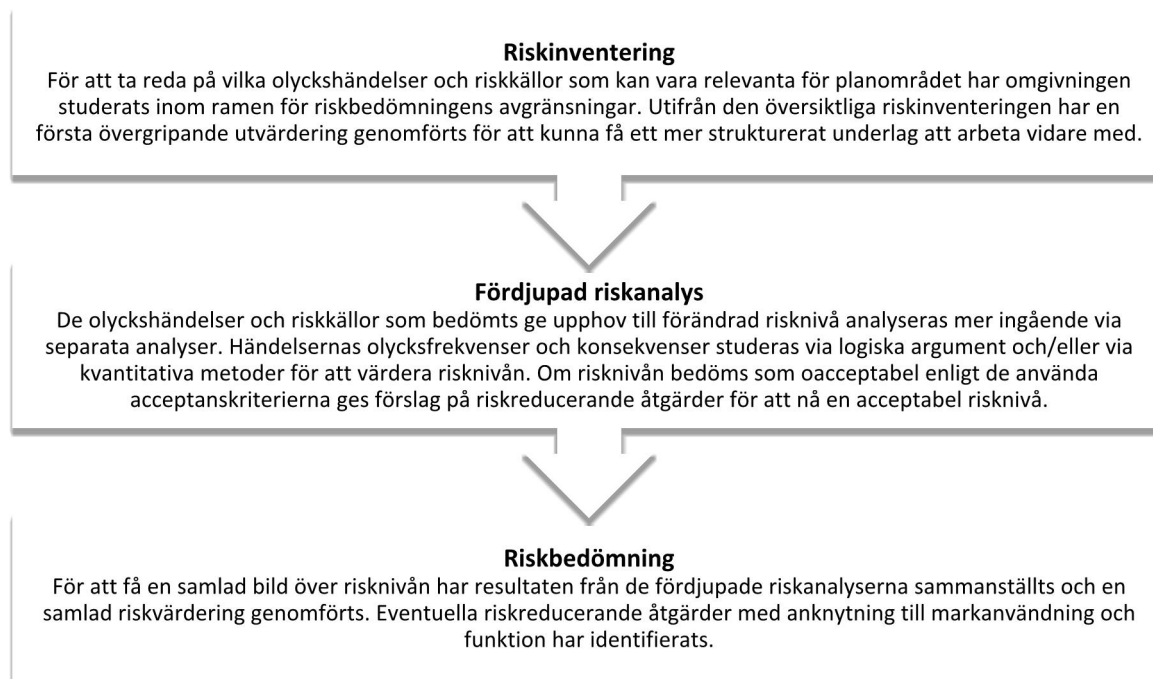 Riskinventering
För att ta reda på vilka olyckshändelser och riskkällor som kan vara relevanta för planområdet har omgivningen
studerats inom ramen för riskbedömningens avgränsningar. Utifrån den översiktliga riskinventeringen har en
första övergripande utvärdering genomförts för att kunna få ett mer strukturerat underlag att arbeta vidare med.
Fördjupad riskanalys
De olyckshändelser och riskkällor som bedömts ge upphov till förändrad risknivå analyseras mer ingående via
separata analyser. Händelsernas olycksfrekvenser och konsekvenser studeras via logiska argument och/eller via
kvantitativa metoder för att värdera risknivån. Om risknivån bedöms som oacceptabel enligt de använda
acceptanskriterierna ges förslag på riskreducerande åtgärder för att nå en acceptabel risknivå.
Riskbedömning
För att få en samlad bild över risknivån har resultaten från de fördjupade riskanalyserna sammanställts och en
samlad riskvärdering genomförts. Eventuella riskreducerande åtgärder med anknytning till markanvändning och
funktion har identifierats.